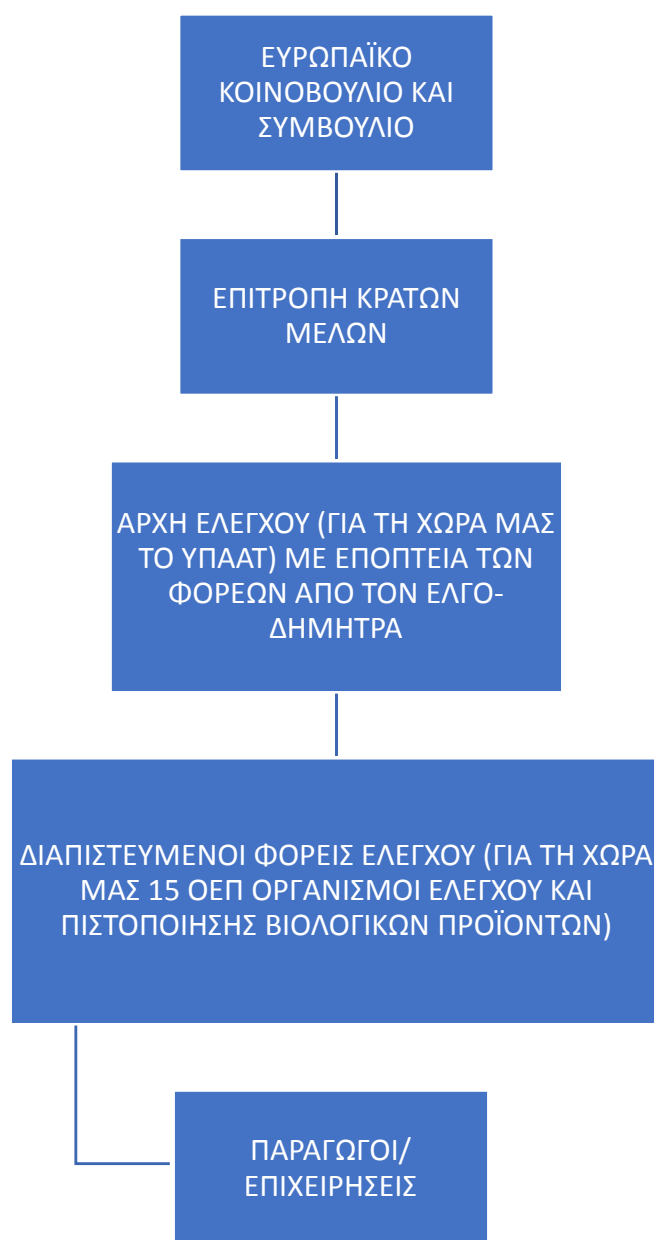 ΕΥΡΩΠΑΪΚΟ
ΚΟΙΝΟΒΟΥΛΙΟ ΚΑΙ
ΣΥΜΒΟΥΛΙΟ
ΕΠΙΤΡΟΠΗ ΚΡΑΤΩΝ
ΜΕΛΩΝ
ΑΡΧΗ ΕΛΕΓΧΟΥ (ΓΙΑ ΤΗ ΧΩΡΑ ΜΑΣ
ΤΟ ΥΠΑΑΤ) ΜΕ ΕΠΟΠΤΕΙΑ ΤΩΝ
ΦΟΡΕΩΝ ΑΠΟ ΤΟΝ ΕΛΓΟ-
ΔΗΜΗΤΡΑ
ΔΙΑΠΙΣΤΕΥΜΕΝΟΙ ΦΟΡΕΙΣ ΕΛΕΓΧΟΥ (ΓΙΑ ΤΗ ΧΩΡΑ
ΜΑΣ 15 ΟΕΠ ΟΡΓΑΝΙΣΜΟΙ ΕΛΕΓΧΟΥ ΚΑΙ
ΠΙΣΤΟΠΟΙΗΣΗΣ ΒΙΟΛΟΓΙΚΩΝ ΠΡΟΪΟΝΤΩΝ)
ΠΑΡΑΓΩΓΟΙ/
ΕΠΙΧΕΙΡΗΣΕΙΣ